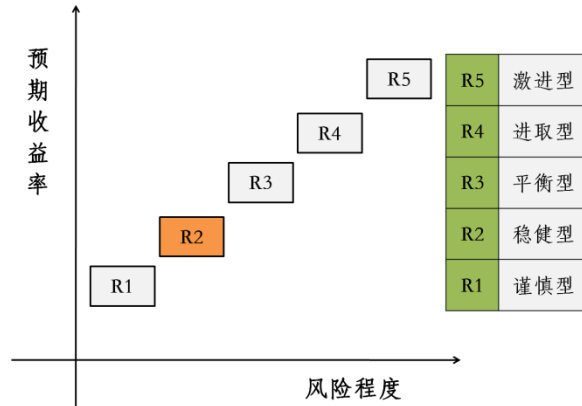 预期收益率
R5
R4
R3
R2
R1
风险程度
R5 激进型
R4 进取型
R3 平衡型
R2 稳健型
R1 谨慎型